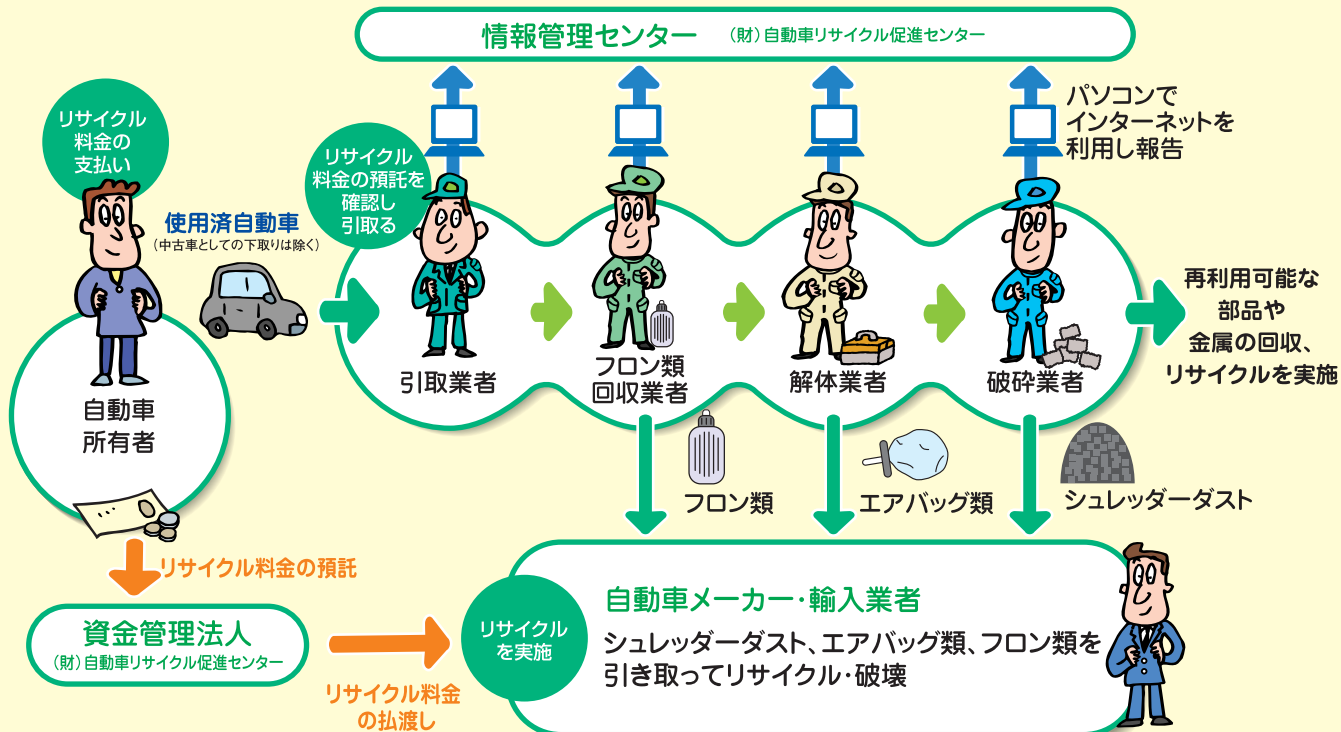 情報管理センター (財)自動車リサイクル促進センター
リサイクル
料金の
支払い
使用済自動車
(中古車としての下取りは除く)
リサイクル
料金の預託を
確認し
引取る
パソコンで
インターネットを
利用し報告
引取業者
フロン類
回収業者
解体業者
破砕業者
再利用可能な
部品や
金属の回収、
リサイクルを実施
自動車
所有者
フロン類
エアバッグ類
シュレッダーダスト
リサイクル料金の預託
資金管理法人
(財)自動車リサイクル促進センター
リサイクル料金
の払渡し
リサイクル
を実施
自動車メーカー・輸入業者
シュレッダーダスト、エアバッグ類、フロン類を
引き取ってリサイクル・破壊